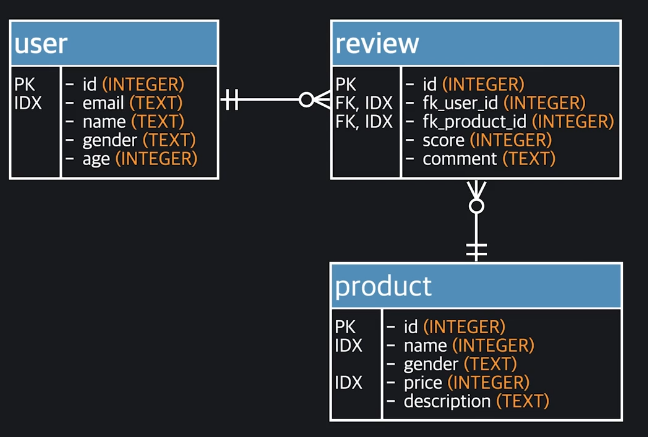 user
PK - id (INTEGER)
IDX - email (TEXT)
- name (TEXT)
- gender (TEXT)
- age (INTEGER)
review
PK - id (INTEGER)
FK, IDX - fk_user_id (INTEGER)
FK, IDX - fk_product_id (INTEGER)
- score (INTEGER)
- comment (TEXT)
product
PK - id (INTEGER)
IDX - name (INTEGER)
- gender (TEXT)
IDX - price (INTEGER)
- description (TEXT)